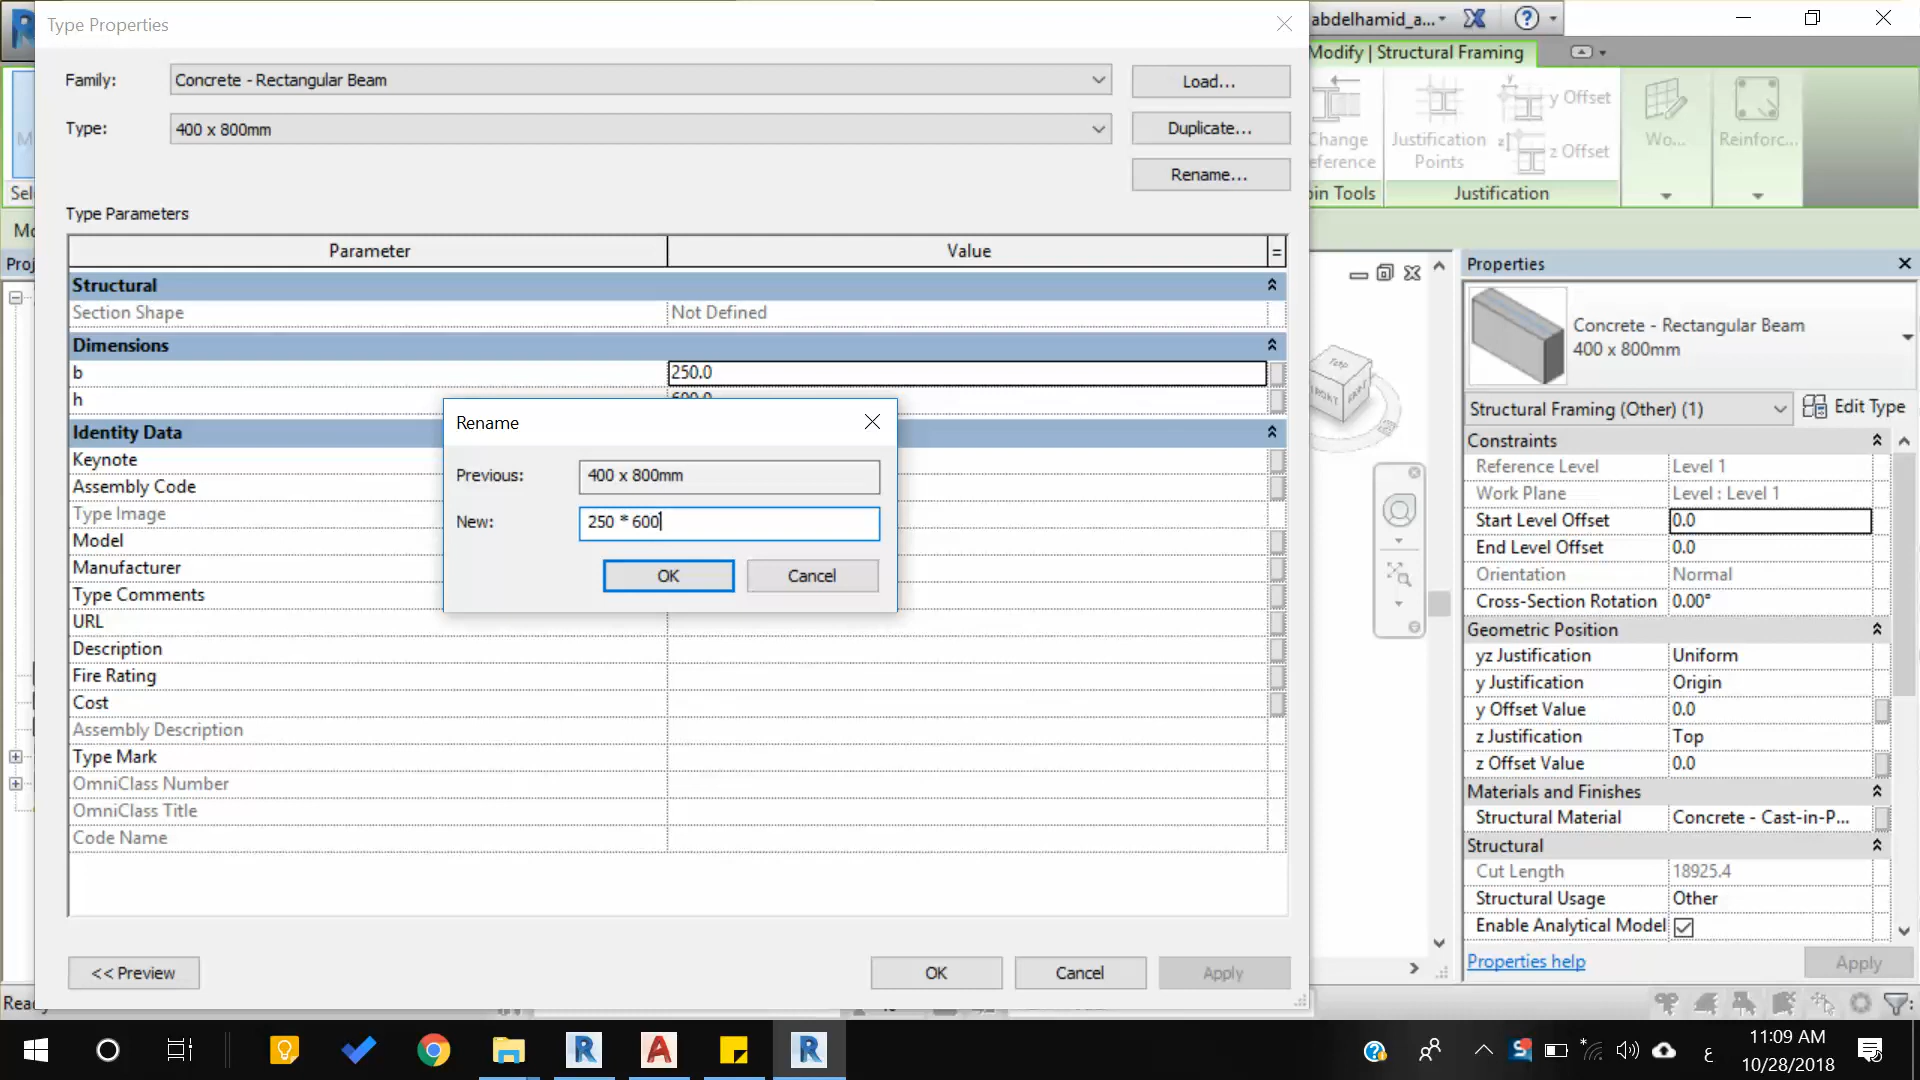 Type Properties
Family:
Concrete - Rectangular Beam
Load...
Type:
400 x 800mm
Duplicate...
Rename...
Type Parameters
Parameter
Value
=
Structural
Section Shape
Not Defined
Dimensions
b
250.0
h
600.0
Identity Data
Keynote
Assembly Code
Type Image
Model
Manufacturer
Type Comments
URL
Description
Fire Rating
Cost
Assembly Description
Type Mark
OmniClass Number
OmniClass Title
Code Name
<< Preview
OK
Cancel
Apply
Rename
Previous:
400 x 800mm
New:
250 * 600
OK
Cancel
abdelhamid_a...
Modify | Structural Framing
Change
Justification
Points
y Offset
z Offset
Wo...
Reinforc...
Justification
Properties
Concrete - Rectangular Beam
400 x 800mm
Structural Framing (Other) (1)
Edit Type
Constraints
Reference Level
Level 1
Work Plane
Level : Level 1
Start Level Offset
0.0
End Level Offset
0.0
Orientation
Normal
Cross-Section Rotation
0.00°
Geometric Position
yz Justification
Uniform
y Justification
Origin
y Offset Value
0.0
z Justification
Top
z Offset Value
0.0
Materials and Finishes
Structural Material
Concrete - Cast-in-P...
Structural
Cut Length
18925.4
Structural Usage
Other
Enable Analytical Model
Properties help
Apply
TOP
FRONT
11:09 AM
ع
10/28/2018